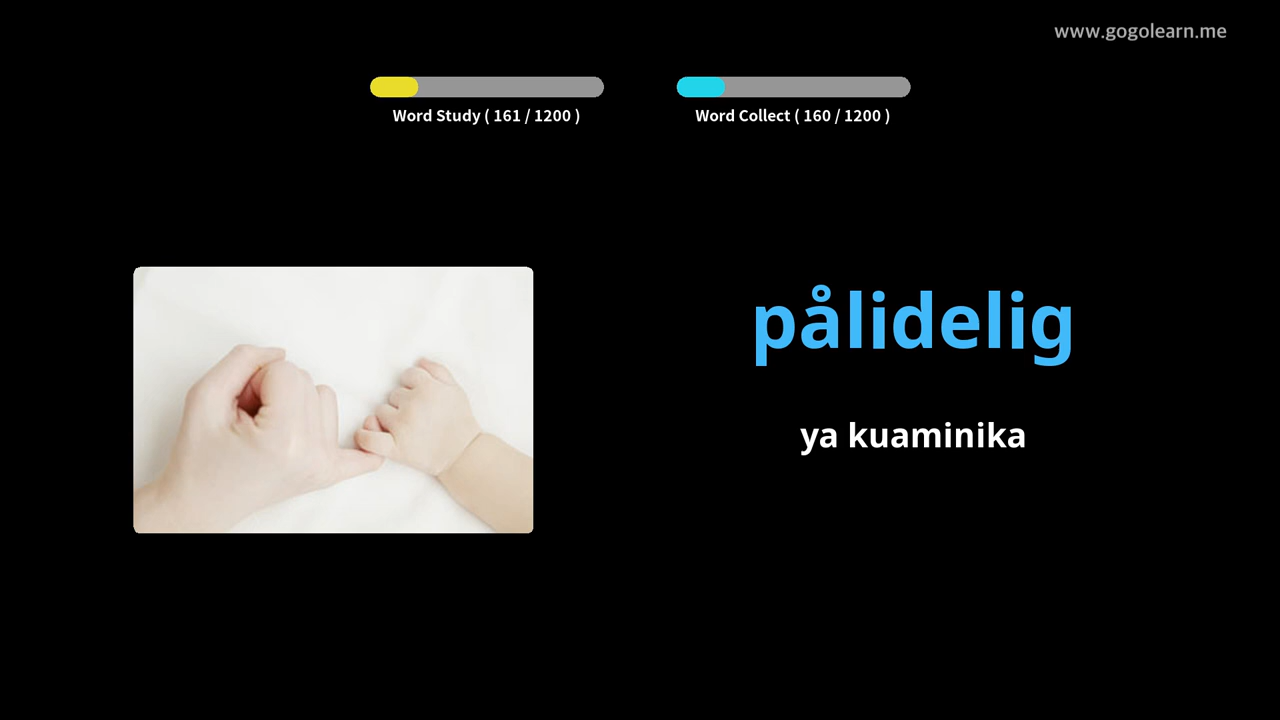 www.gogolearn.me
Word Study ( 161 / 1200 )
Word Collect ( 160 / 1200 )
pålidelig
ya kuaminika